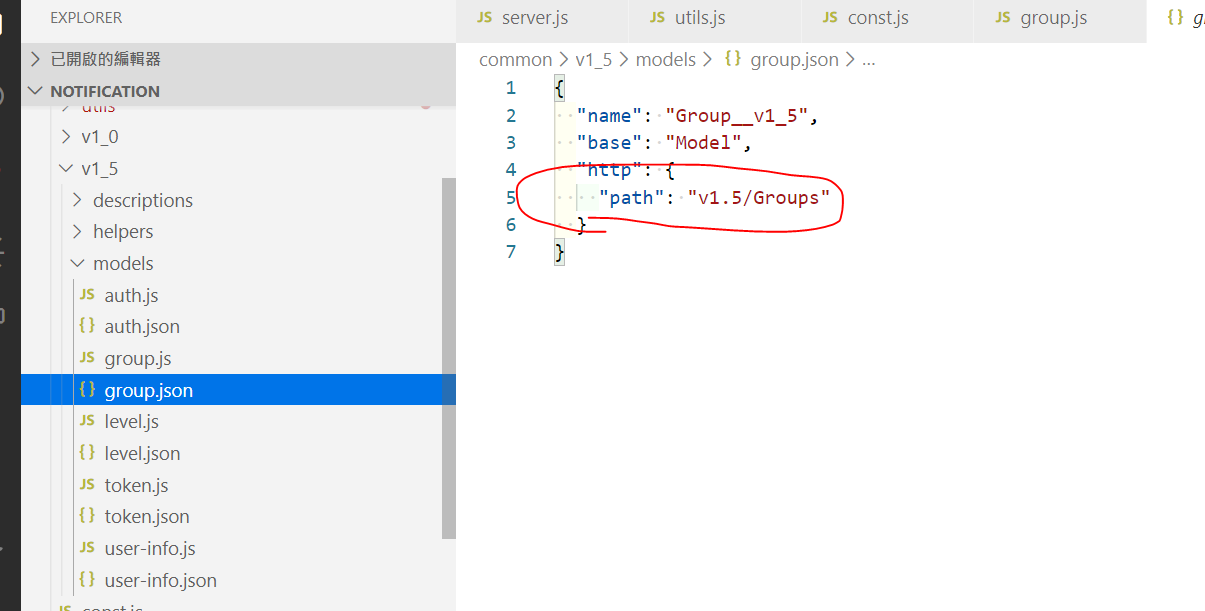 EXPLORER
已開啟的編輯器
NOTIFICATION
utils
v1_0
v1_5
descriptions
helpers
models
JS auth.js
{} auth.json
JS group.js
{} group.json
JS level.js
{} level.json
JS token.js
{} token.json
JS user-info.js
{} user-info.json
JS const.js
JS server.js
JS utils.js
JS const.js
JS group.js
{} g
common > v1_5 > models > {} group.json > ...
1 {
2 "name": "Group__v1_5",
3 "base": "Model",
4 "http": {
5 "path": "v1.5/Groups"
6 }
7 }